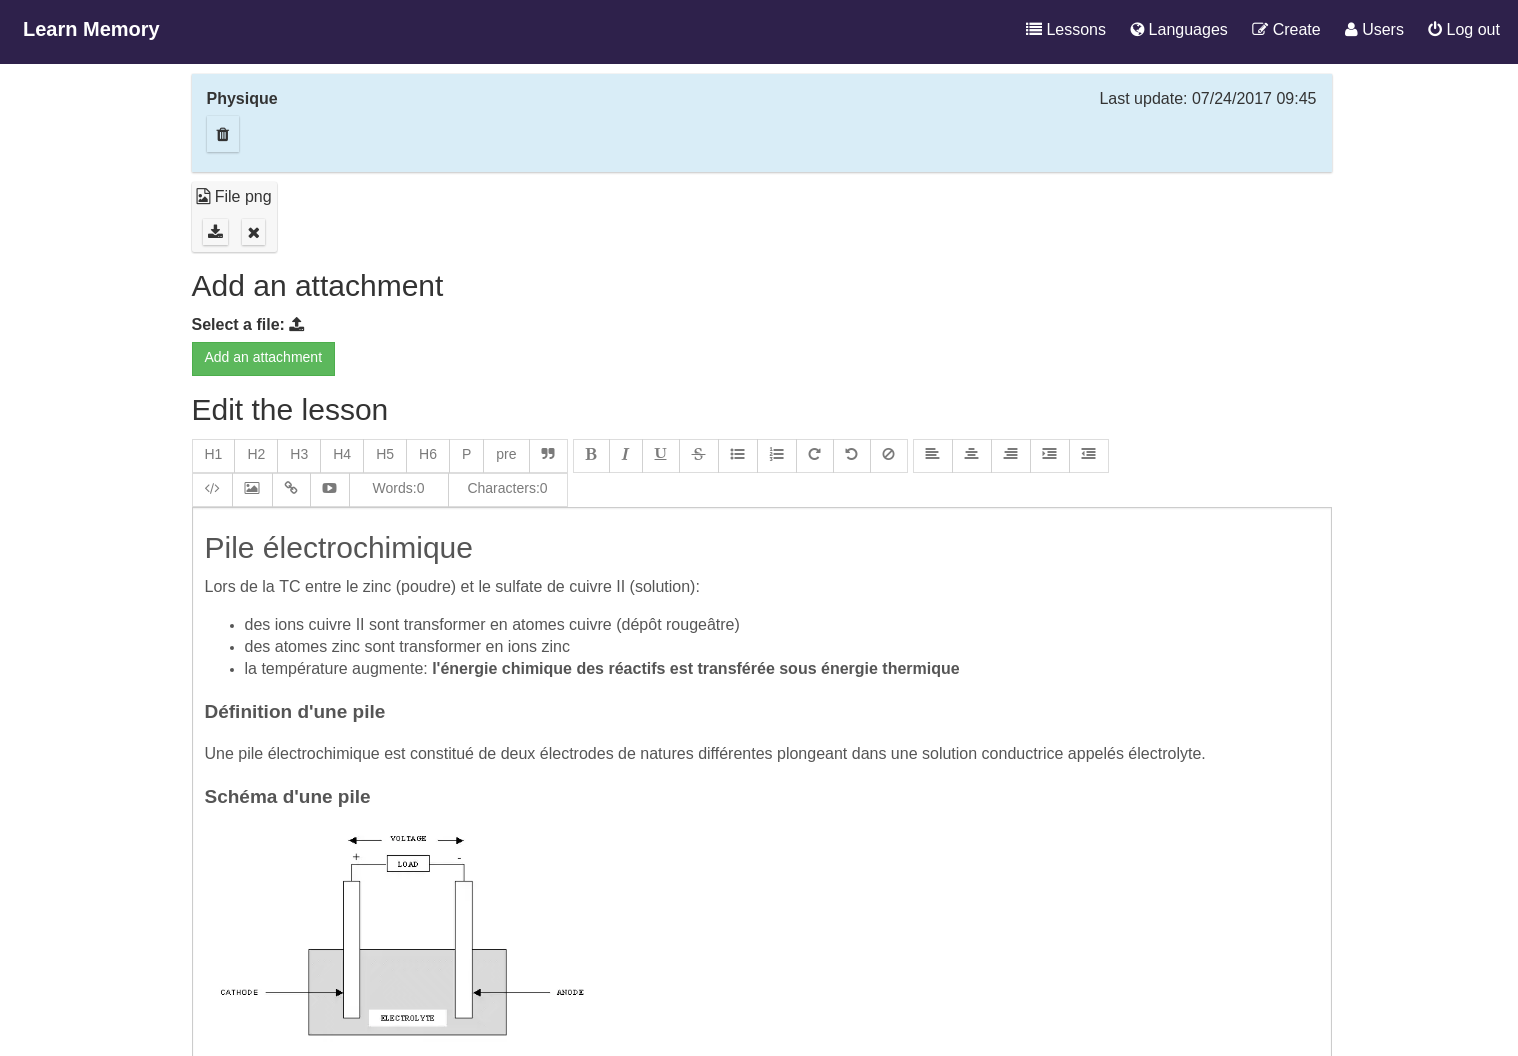 Learn Memory
Lessons Languages Create Users Log out
Physique
Last update: 07/24/2017 09:45
File png
Add an attachment
Select a file:
Add an attachment
Edit the lesson
H1 H2 H3 H4 H5 H6 P pre B I U S
Words:0 Characters:0
Pile électrochimique
Lors de la TC entre le zinc (poudre) et le sulfate de cuivre II (solution):
des ions cuivre II sont transformer en atomes cuivre (dépôt rougeâtre)
des atomes zinc sont transformer en ions zinc
la température augmente: l'énergie chimique des réactifs est transférée sous énergie thermique
Définition d'une pile
Une pile électrochimique est constitué de deux électrodes de natures différentes plongeant dans une solution conductrice appelés électrolyte.
Schéma d'une pile
VOLTAGE
+ LOAD -
CATHODE ANODE
ELECTROLYTE